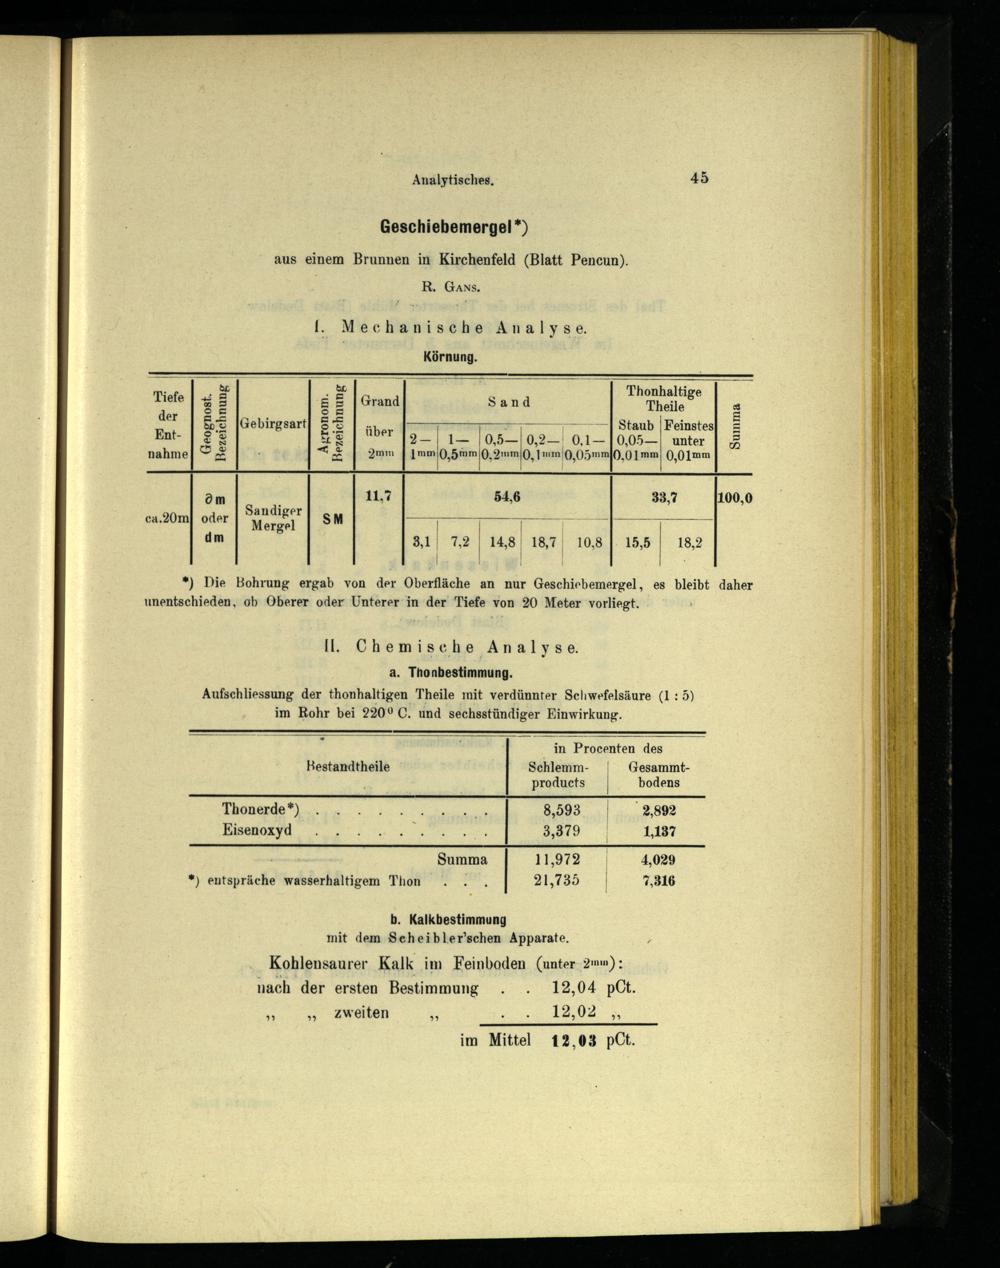 Analytisches. 45
Geschiebemergel*)
aus einem Brunnen in Kirchenfeld (Blatt Pencun).
R. GANS.
I. Mechanische Analyse.
Körnung.
Tiefe der Ent-nahme | Geognost. Bezeichnung | Gebirgsart | Agronom. Bezeichnung | Grand über 2mm | Sand | Thonhaltige Theile | Summa
2—1mm | 1—0,5mm | 0,5—0,2mm | 0,2—0,1mm | 0,1—0,05mm | Staub 0,05—0,01mm | Feinstes unter 0,01mm
ca.20m | ∂m oder dm | Sandiger Mergel | SM | 11,7 | 54,6 | 33,7 | 100,0
3,1 | 7,2 | 14,8 | 18,7 | 10,8 | 15,5 | 18,2
*) Die Bohrung ergab von der Oberfläche an nur Geschiebemergel, es bleibt daher
unentschieden, ob Oberer oder Unterer in der Tiefe von 20 Meter vorliegt.
II. Chemische Analyse.
a. Thonbestimmung.
Aufschliessung der thonhaltigen Theile mit verdünnter Schwefelsäure (1 : 5)
im Rohr bei 220° C. und sechsstündiger Einwirkung.
Bestandtheile | in Procenten des
Schlemm-products | Gesammt-bodens
Thonerde*) . . . . . . . . . 8,593 | 2,892
Eisenoxyd . . . . . . . . . 3,379 | 1,137
Summa 11,972 | 4,029
*) entspräche wasserhaltigem Thon . . . 21,735 | 7,316
b. Kalkbestimmung
mit dem Scheibler'schen Apparate.
Kohlensaurer Kalk im Feinboden (unter 2mm):
nach der ersten Bestimmung . . 12,04 pCt.
„ „ zweiten „ . . 12,02 „
im Mittel 12,03 pCt.